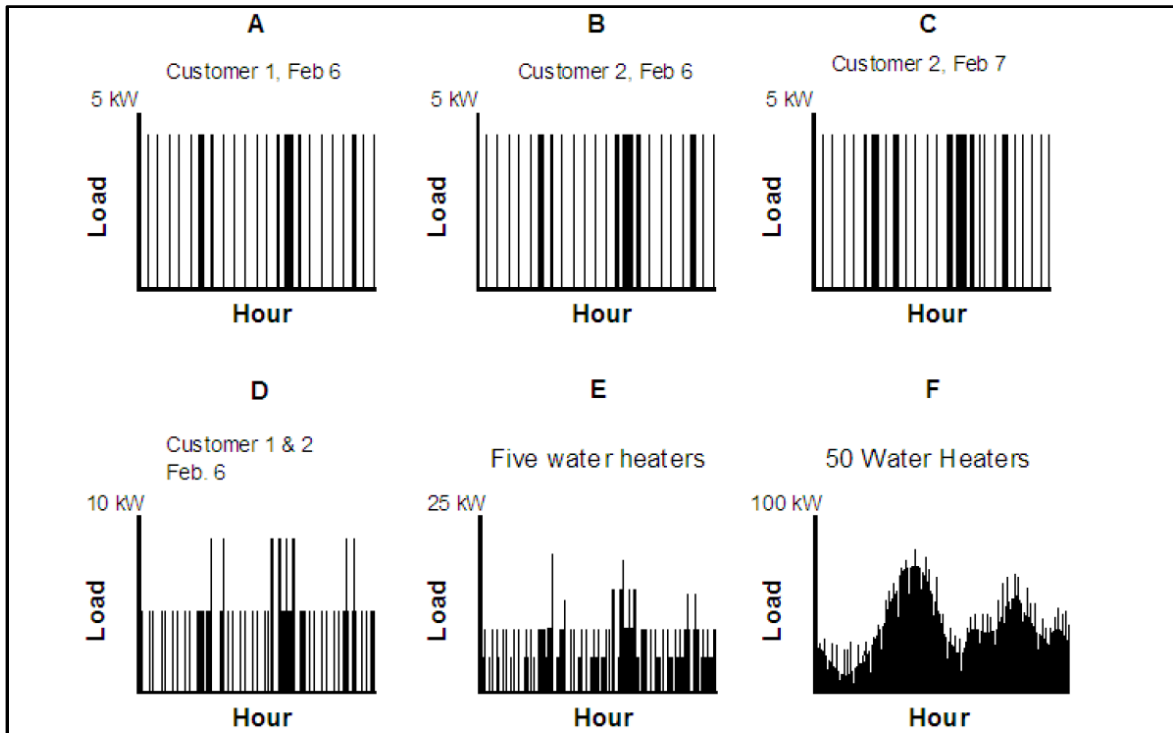 A
B
C
Customer 1, Feb 6
Customer 2, Feb 6
Customer 2, Feb 7
5 kW
5 kW
5 kW
Load
Load
Load
Hour
Hour
Hour
D
E
F
Customer 1 & 2
Feb. 6
Five water heaters
50 Water Heaters
10 kW
25 kW
100 kW
Load
Load
Load
Hour
Hour
Hour